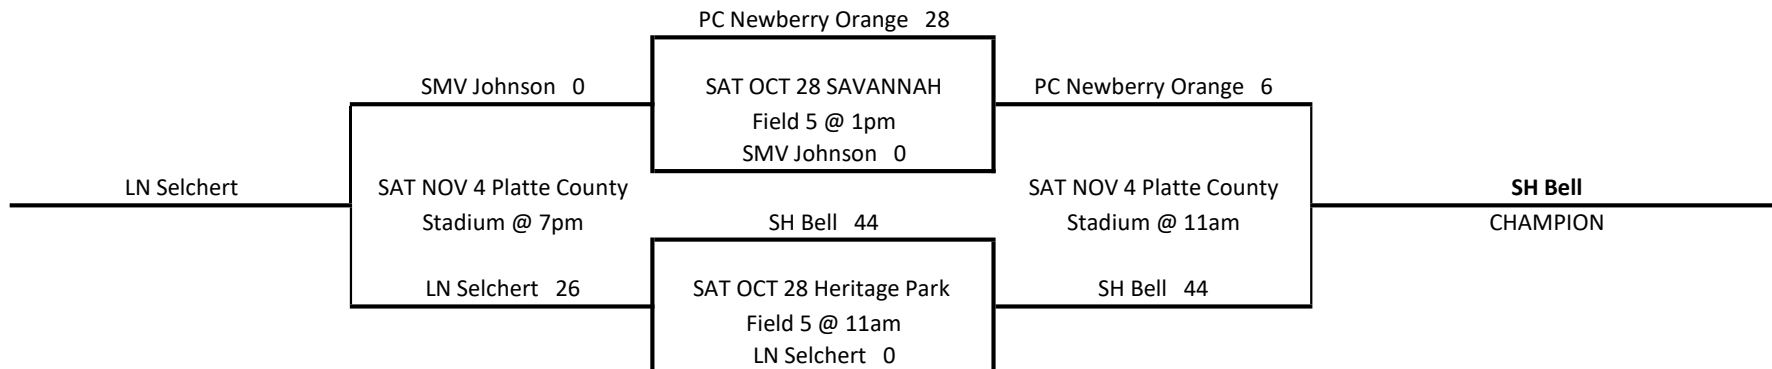 PC Newberry Orange 28
SMV Johnson 0
SAT OCT 28 SAVANNAH
PC Newberry Orange 6
Field 5 @ 1pm
SMV Johnson 0
LN Selchert
SAT NOV 4 Platte County
SAT NOV 4 Platte County
SH Bell
Stadium @ 7pm
SH Bell 44
Stadium @ 11am
CHAMPION
LN Selchert 26
SAT OCT 28 Heritage Park
SH Bell 44
Field 5 @ 11am
LN Selchert 0